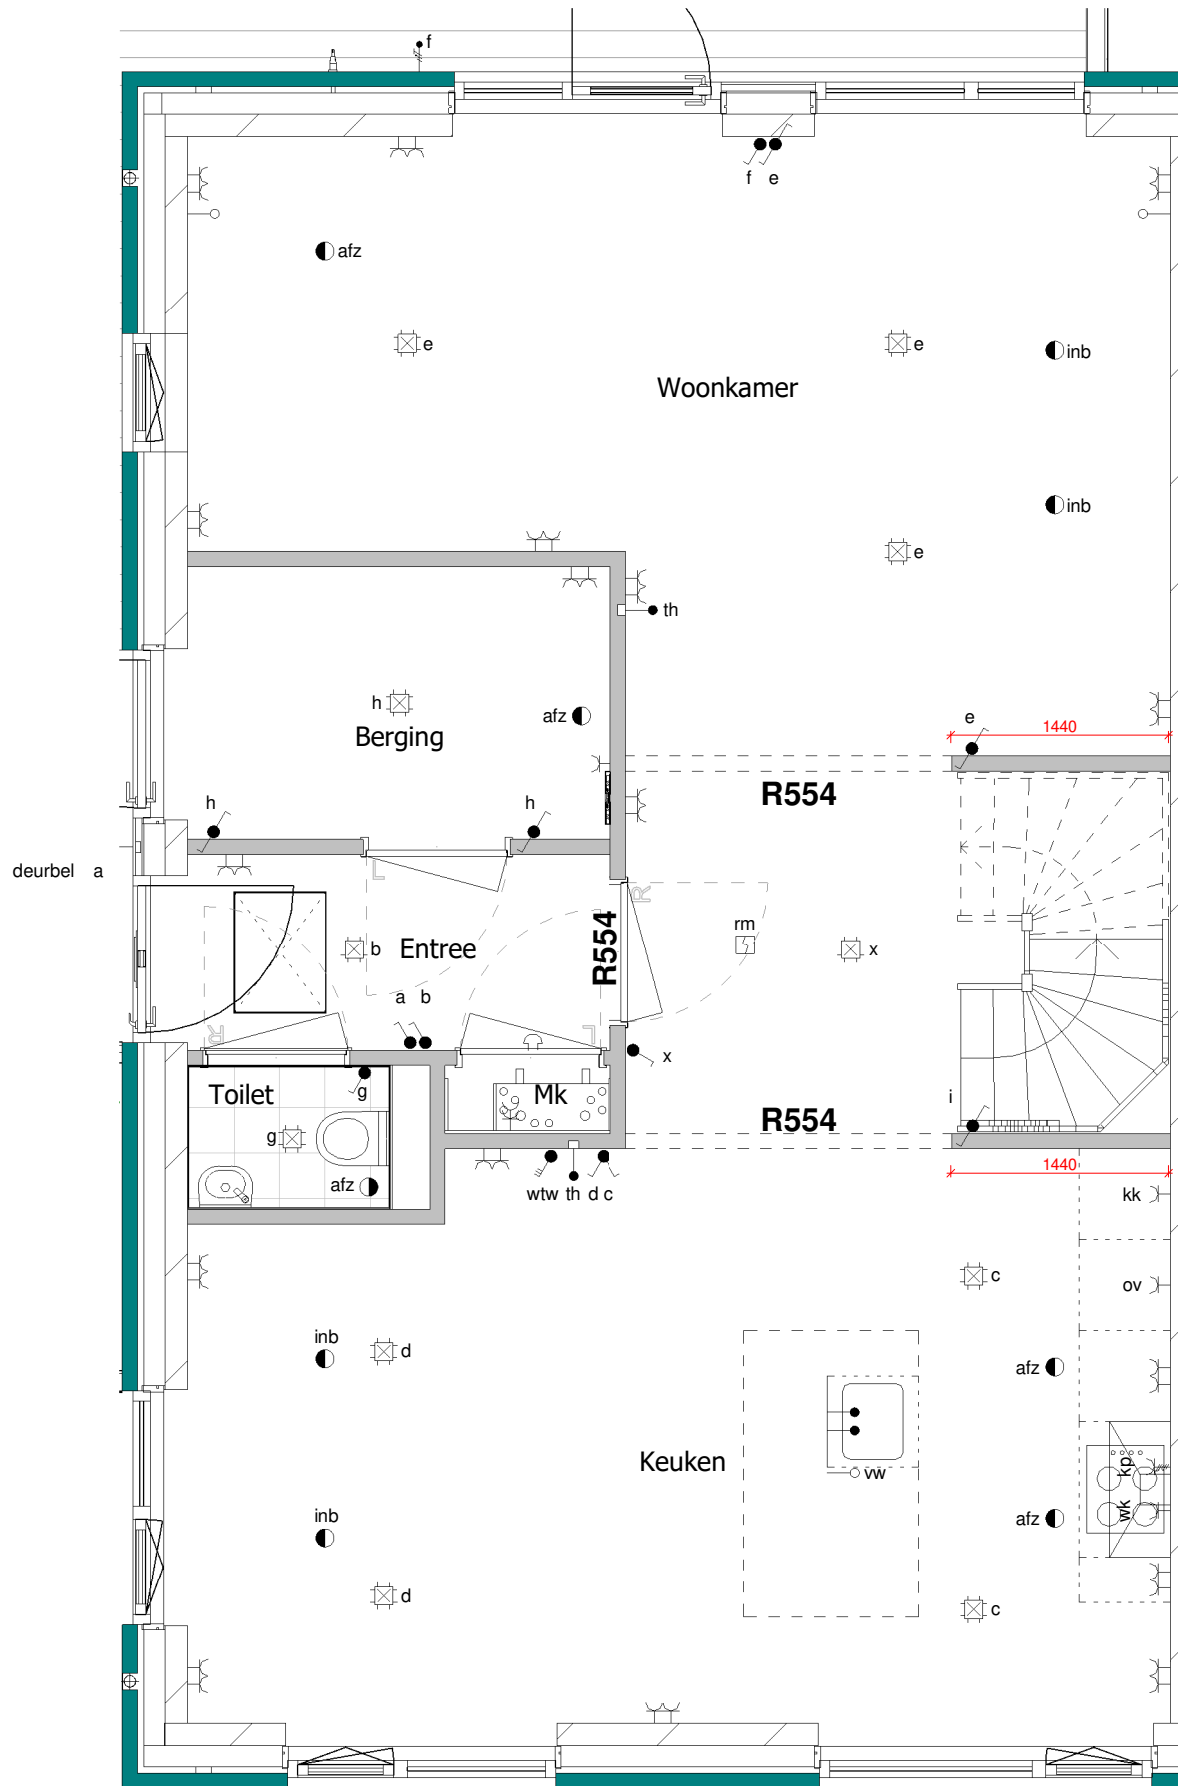 f
f e
afz
e
e
inb
Woonkamer
inb
e
th
h
afz
Berging
e
1440
R554
h
h
deurbel a
L
R
rm
b
Entree
R554
x
a b
R
L
x
Toilet
g
Mk
i
R554
g
afz
wtw th d c
1440
kk
c
ov
inb
d
afz
Keuken
kp
vw
wk
inb
afz
d
c